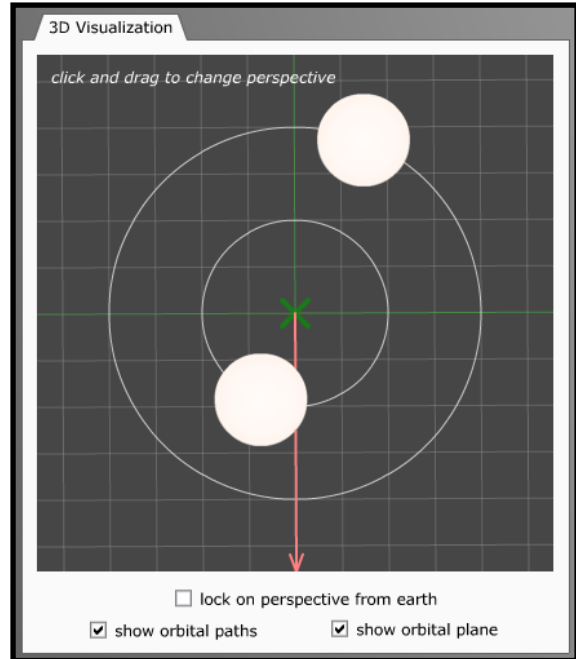 3D Visualization
click and drag to change perspective
lock on perspective from earth
show orbital paths show orbital plane